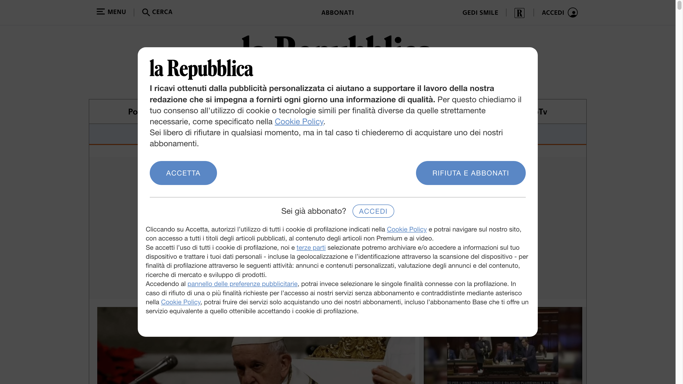 MENU
CERCA
ABBONATI
GEDI SMILE
R
ACCEDI
la Repubblica
I ricavi ottenuti dalla pubblicità personalizzata ci aiutano a supportare il lavoro della nostra
redazione che si impegna a fornirti ogni giorno una informazione di qualità. Per questo chiediamo il
tuo consenso all'utilizzo di cookie o tecnologie simili per finalità diverse da quelle strettamente
necessarie, come specificato nella Cookie Policy.
Sei libero di rifiutare in qualsiasi momento, ma in tal caso ti chiederemo di acquistare uno dei nostri
abbonamenti.
ACCETTA
RIFIUTA E ABBONATI
Sei già abbonato?
ACCEDI
Cliccando su Accetta, autorizzi l'utilizzo di tutti i cookie di profilazione indicati nella Cookie Policy e potrai navigare sul nostro sito,
con accesso a tutti i titoli degli articoli pubblicati, al contenuto degli articoli non Premium e ai video.
Se accetti l'uso di tutti i cookie di profilazione, noi e terze parti selezionate potremo archiviare e/o accedere a informazioni sul tuo
dispositivo e trattare i tuoi dati personali - incluse la geolocalizzazione e l'identificazione attraverso la scansione del dispositivo - per
finalità di profilazione attraverso le seguenti attività: annunci e contenuti personalizzati, valutazione degli annunci e del contenuto,
ricerche di mercato e sviluppo di prodotti.
Accedendo al pannello delle preferenze pubblicitarie, potrai invece selezionare le singole finalità connesse con la profilazione. In
caso di rifiuto di una o più finalità richieste per l'accesso ai nostri servizi senza abbonamento e contraddistinte mediante asterisco
nella Cookie Policy, potrai fruire dei servizi solo acquistando uno dei nostri abbonamenti, incluso l'abbonamento Base che ti offre un
servizio equivalente a quello ottenibile accettando i cookie di profilazione.